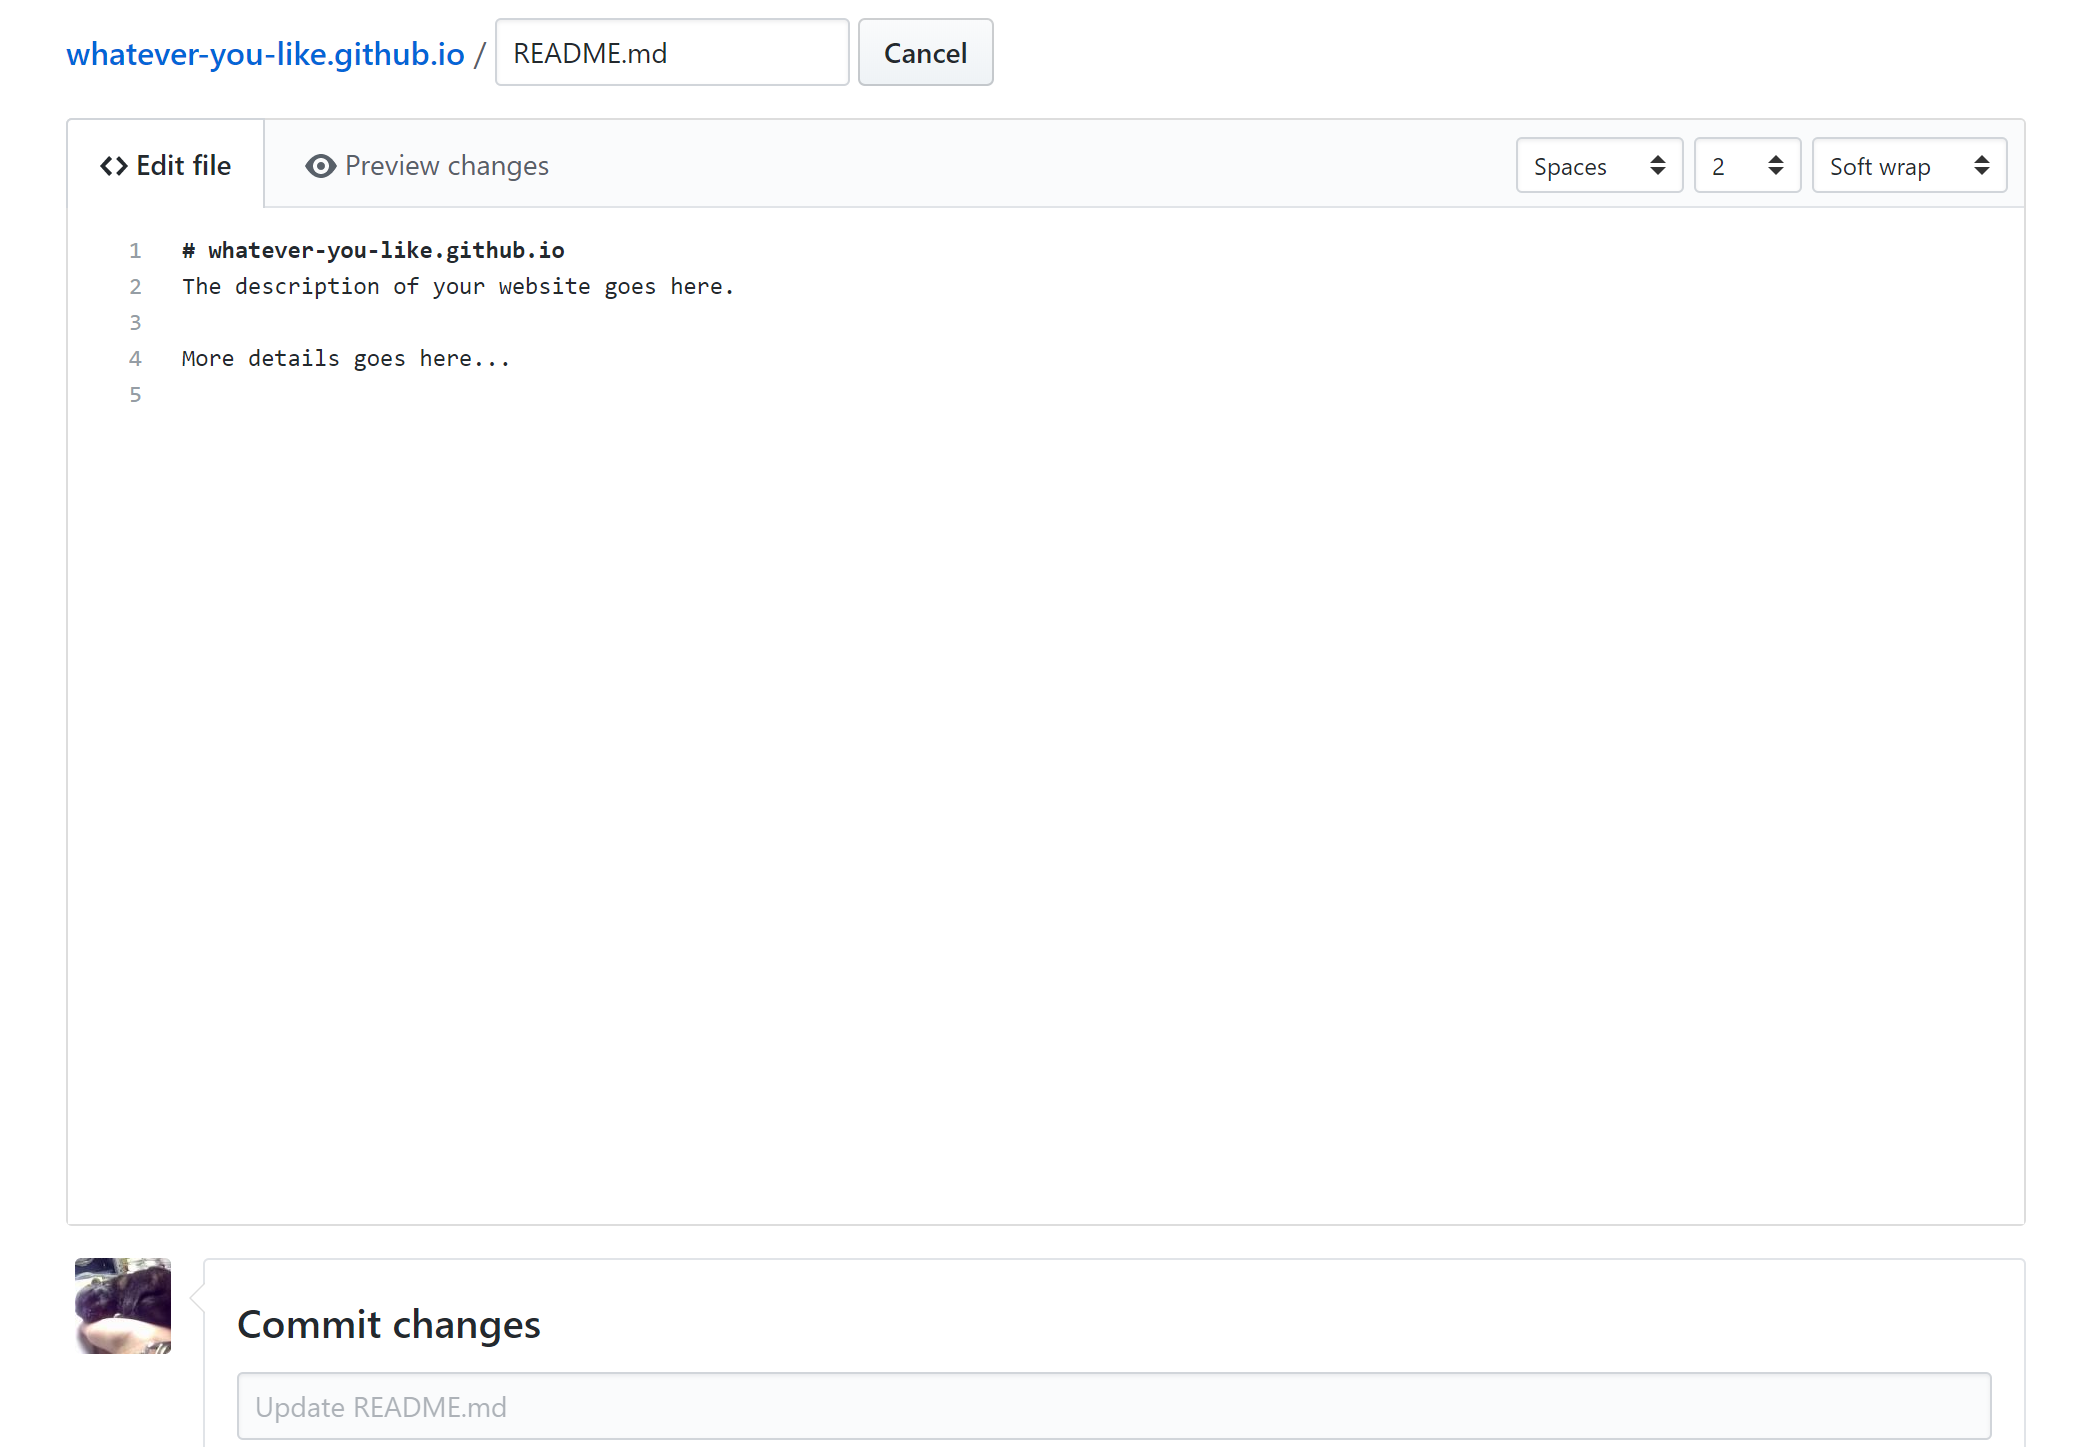 whatever-you-like.github.io / README.md Cancel
<> Edit file Preview changes Spaces 2 Soft wrap
1 # whatever-you-like.github.io
2 The description of your website goes here.
3
4 More details goes here...
5
Commit changes
Update README.md